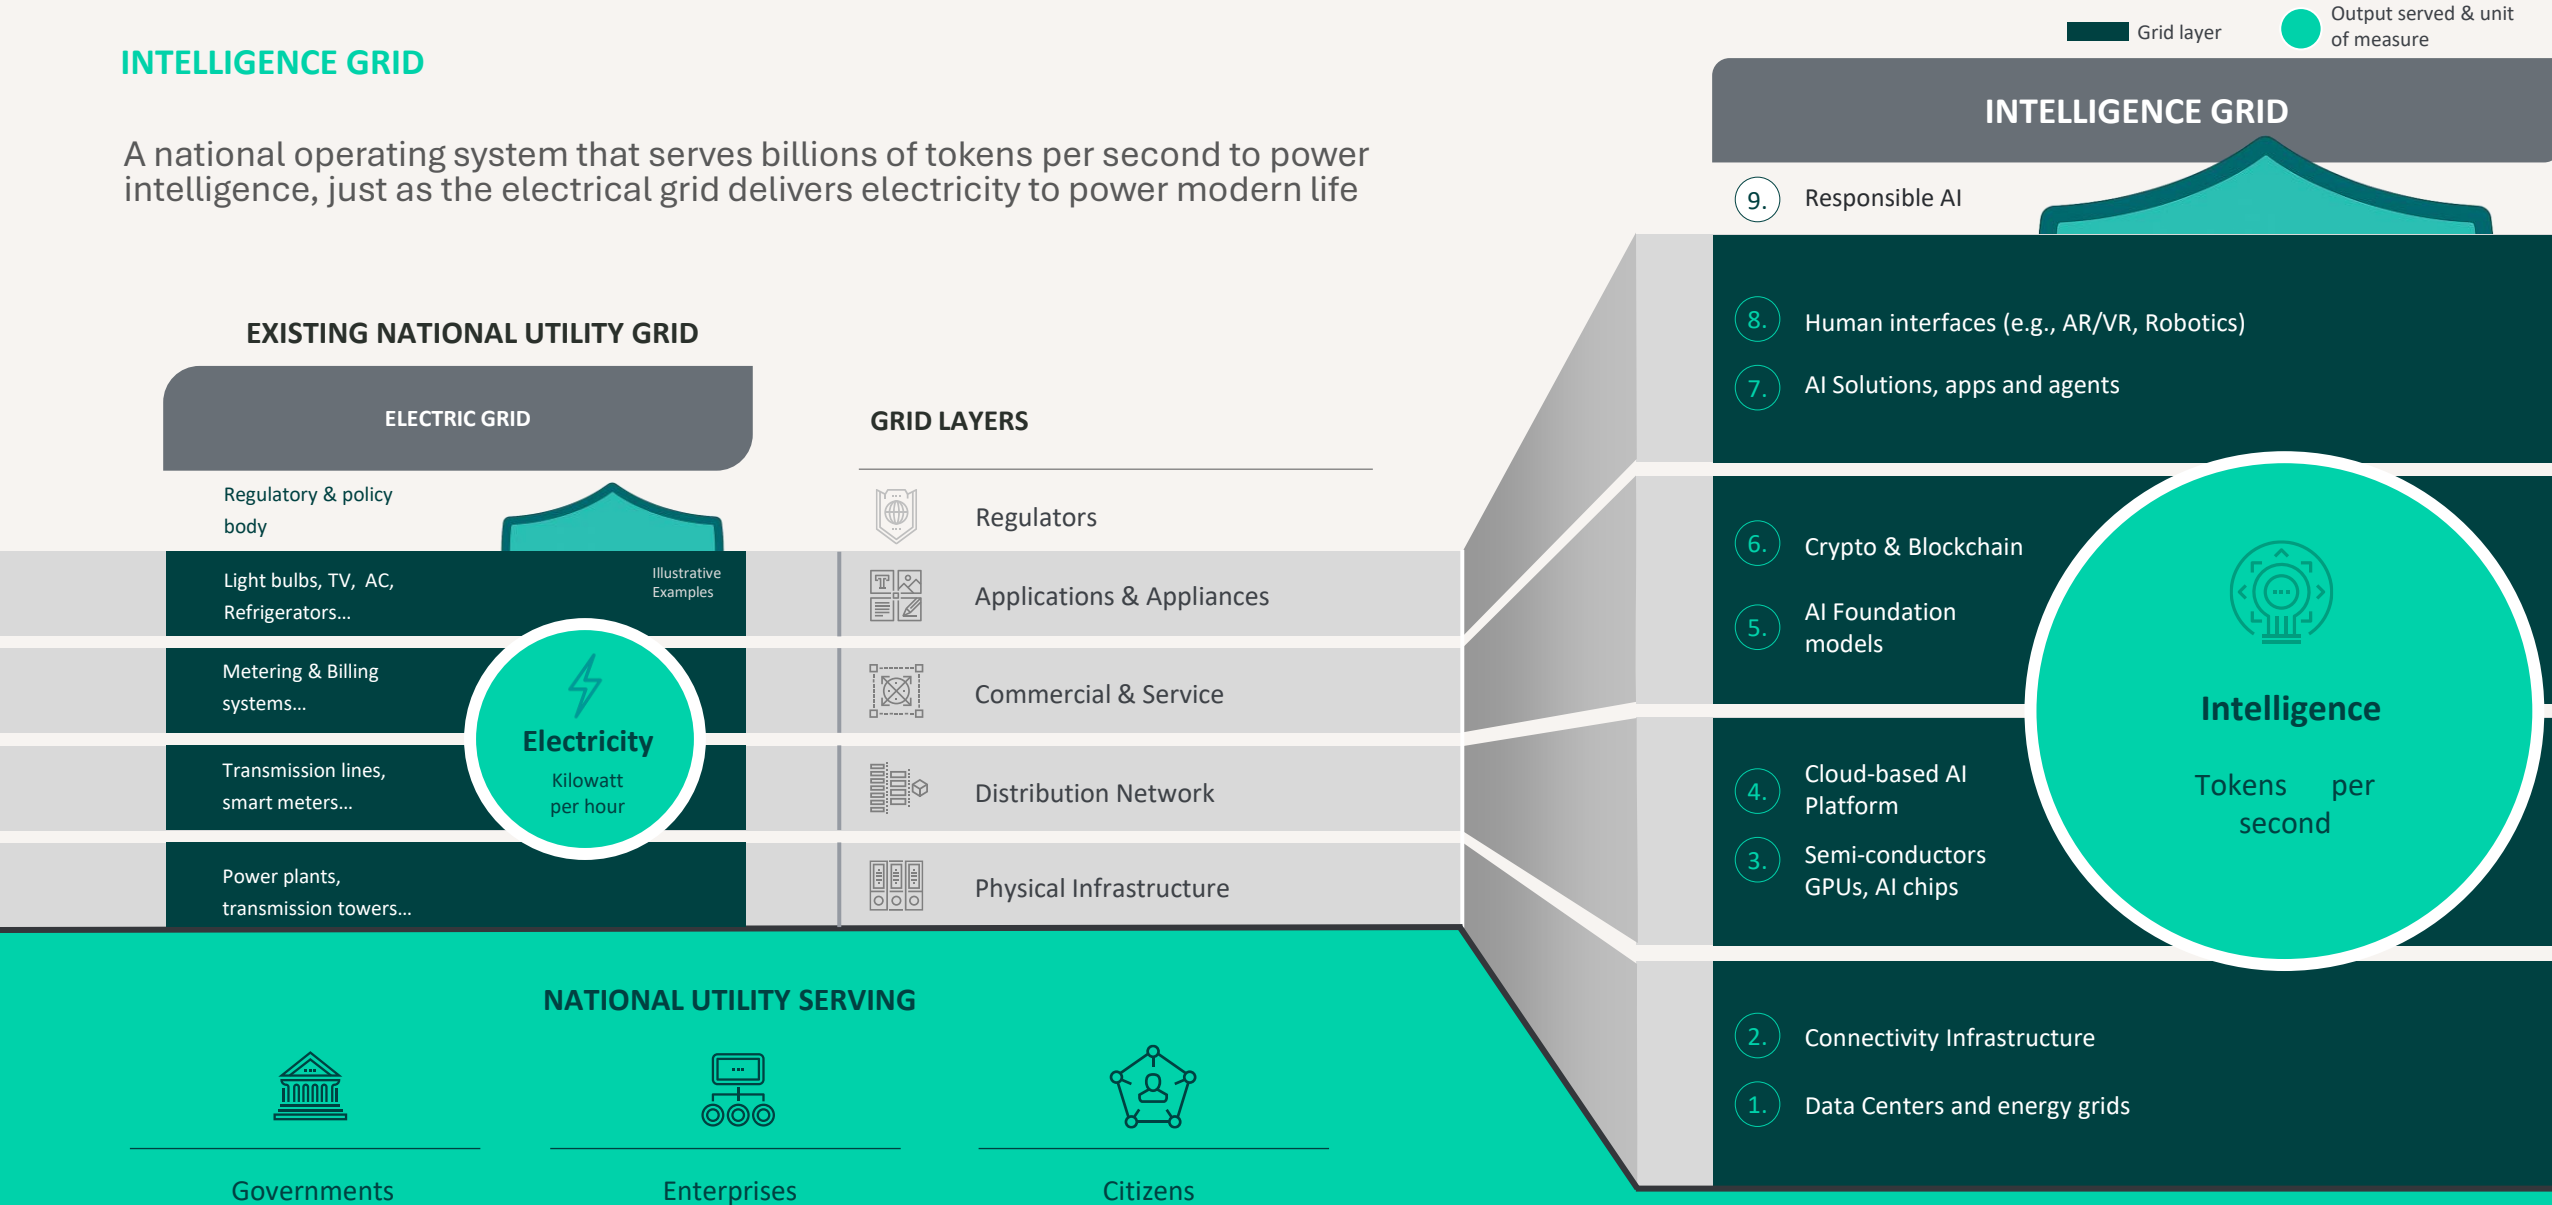 Grid layer
Output served & unit
of measure
INTELLIGENCE GRID
A national operating system that serves billions of tokens per second to power
intelligence, just as the electrical grid delivers electricity to power modern life
EXISTING NATIONAL UTILITY GRID
ELECTRIC GRID
Regulatory & policy
body
Light bulbs, TV, AC,
Refrigerators...
Illustrative
Examples
Metering & Billing
systems...
Transmission lines,
smart meters...
Power plants,
transmission towers...
Electricity
Kilowatt
per hour
GRID LAYERS
Regulators
Applications & Appliances
Commercial & Service
Distribution Network
Physical Infrastructure
NATIONAL UTILITY SERVING
Governments
Enterprises
Citizens
INTELLIGENCE GRID
9. Responsible AI
8. Human interfaces (e.g., AR/VR, Robotics)
7. AI Solutions, apps and agents
6. Crypto & Blockchain
5. AI Foundation
models
4. Cloud-based AI
Platform
3. Semi-conductors
GPUs, AI chips
2. Connectivity Infrastructure
1. Data Centers and energy grids
Intelligence
Tokens per
second